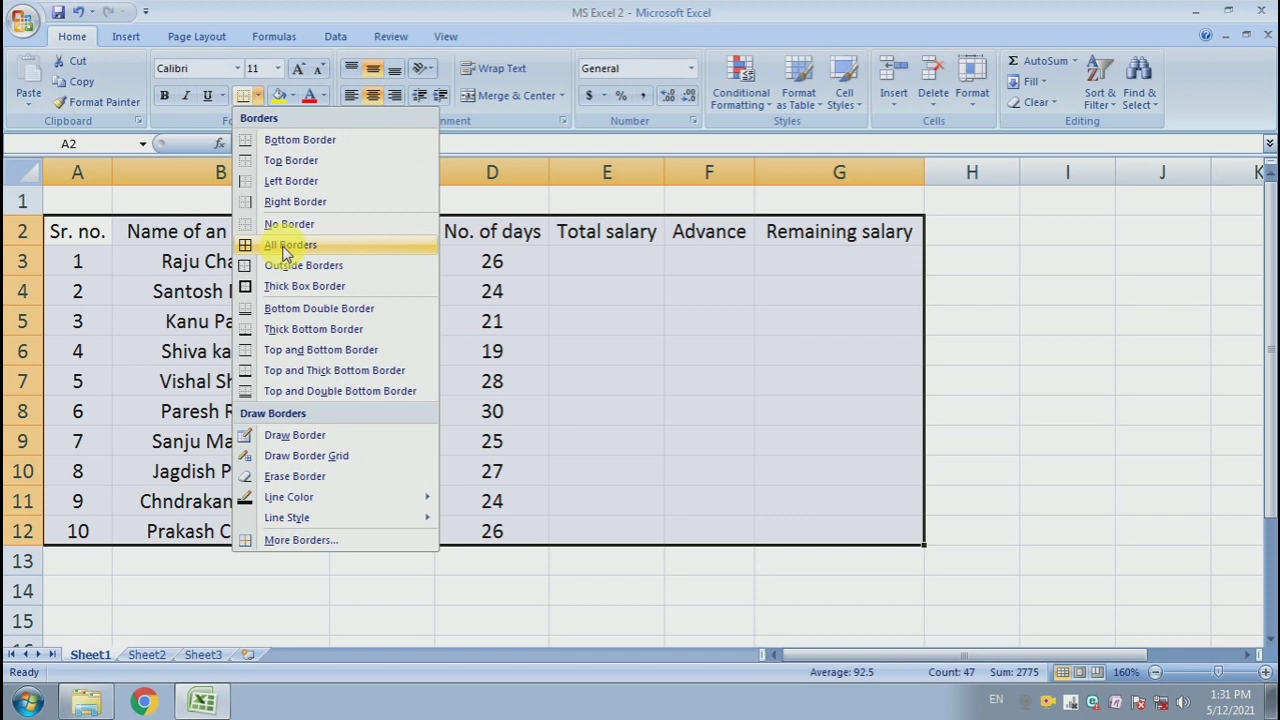 MS Excel 2 - Microsoft Excel
Home Insert Page Layout Formulas Data Review View
Paste Cut Calibri 11 A A Wrap Text General Conditional Formatting Format as Table Cell Styles Insert Delete Format Σ AutoSum Sort & Filter Find & Select
Copy Fill
Format Painter B I U A Merge & Center $ % , Clear
Clipboard Number Styles Cells Editing
A2 fx
Borders
Bottom Border
Top Border
Left Border
Right Border
No Border
All Borders
Outside Borders
Thick Box Border
Bottom Double Border
Thick Bottom Border
Top and Bottom Border
Top and Thick Bottom Border
Top and Double Bottom Border
Draw Borders
Draw Border
Draw Border Grid
Erase Border
Line Color
Line Style
More Borders...
A B D E F G H I J K
1
2 Sr. no. Name of an No. of days Total salary Advance Remaining salary
3 1 Raju Cha 26
4 2 Santosh 24
5 3 Kanu Pa 21
6 4 Shiva ka 19
7 5 Vishal Sh 28
8 6 Paresh R 30
9 7 Sanju Ma 25
10 8 Jagdish P 27
11 9 Chndrakan 24
12 10 Prakash C 26
13
14
15
Sheet1 Sheet2 Sheet3
Ready Average: 92.5 Count: 47 Sum: 2775 160%
EN 1:31 PM
5/12/2021